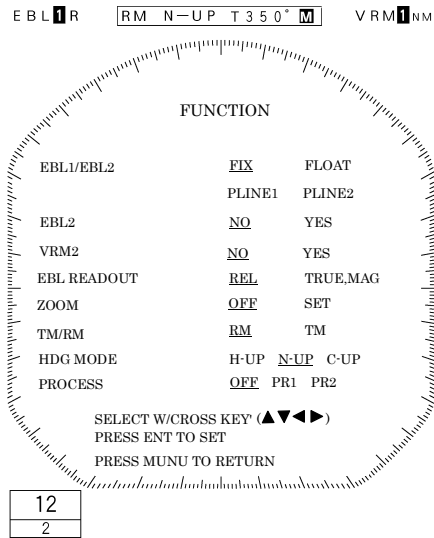 EBL1R RM N-UP T350° M VRM1NM
FUNCTION
EBL1/EBL2 FIX FLOAT
PLINE1 PLINE2
EBL2 NO YES
VRM2 NO YES
EBL READOUT REL TRUE,MAG
ZOOM OFF SET
TM/RM RM TM
HDG MODE H-UP N-UP C-UP
PROCESS OFF PR1 PR2
SELECT W/CROSS KEY' (▲▼◀ ▶)
PRESS ENT TO SET
PRESS MUNU TO RETURN
12
2